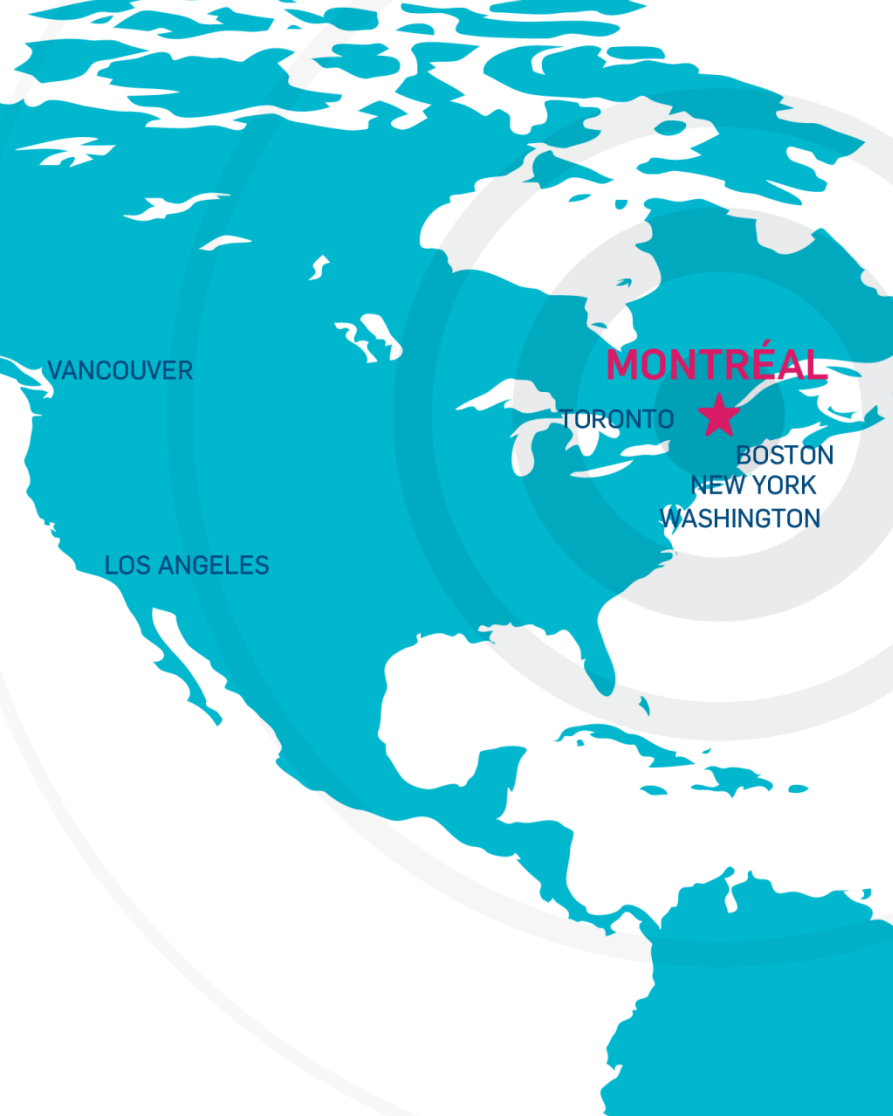 MONTRÉAL
VANCOUVER
TORONTO
BOSTON
NEW YORK
WASHINGTON
LOS ANGELES